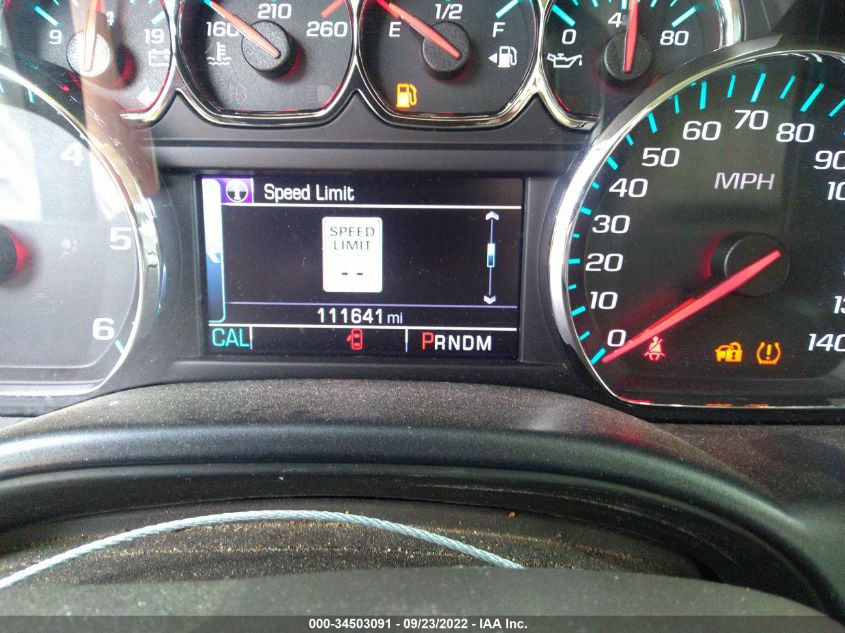 9 19
160 210 260
E 1/2 F
0 4 80
4
5
6
Speed Limit
SPEED
LIMIT
--
111641 mi
CAL PRNDM
0 10 20 30 40 50 60 70 80 90
140
MPH
000-34503091 - 09/23/2022 - IAA Inc.